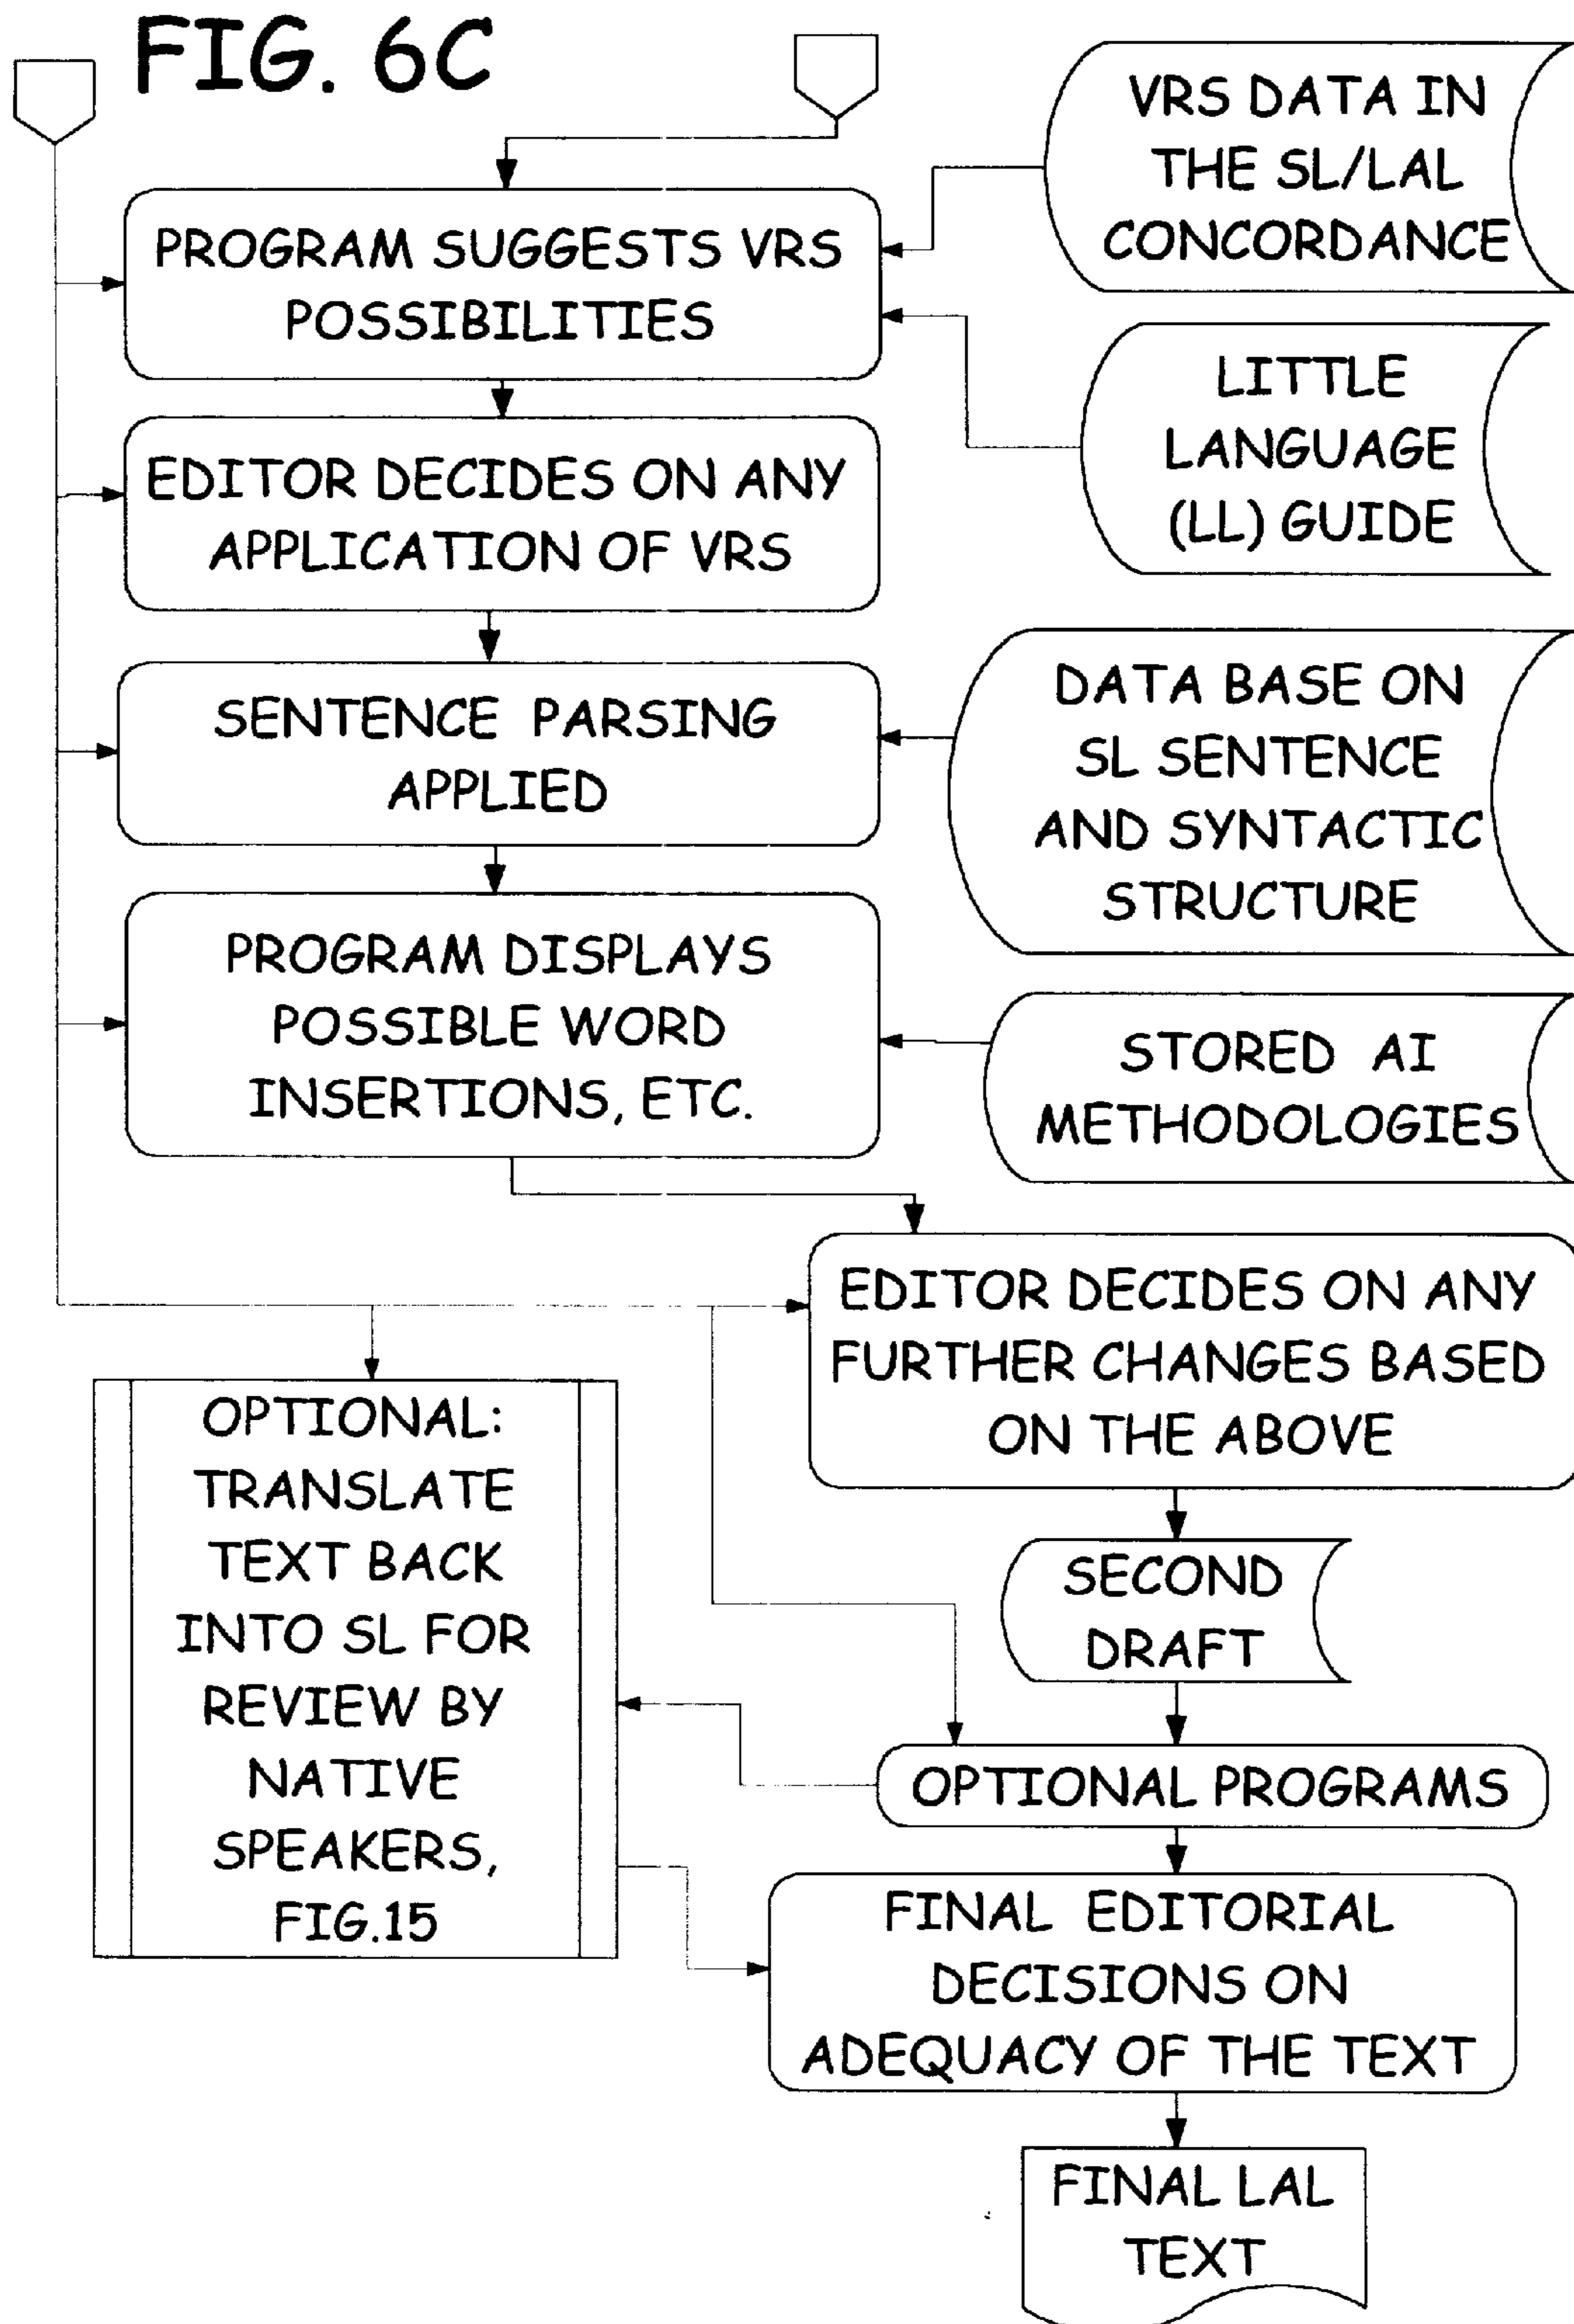 FIG. 6C
VRS DATA IN
THE SL/LAL
CONCORDANCE
PROGRAM SUGGESTS VRS
POSSIBILITIES
LITTLE
LANGUAGE
(LL) GUIDE
EDITOR DECIDES ON ANY
APPLICATION OF VRS
SENTENCE PARSING
APPLIED
DATA BASE ON
SL SENTENCE
AND SYNTACTIC
STRUCTURE
PROGRAM DISPLAYS
POSSIBLE WORD
INSERTIONS, ETC.
STORED AI
METHODOLOGIES
EDITOR DECIDES ON ANY
FURTHER CHANGES BASED
ON THE ABOVE
OPTIONAL:
TRANSLATE
TEXT BACK
INTO SL FOR
REVIEW BY
NATIVE
SPEAKERS,
FIG.15
SECOND
DRAFT
OPTIONAL PROGRAMS
FINAL EDITORIAL
DECISIONS ON
ADEQUACY OF THE TEXT
FINAL LAL
TEXT